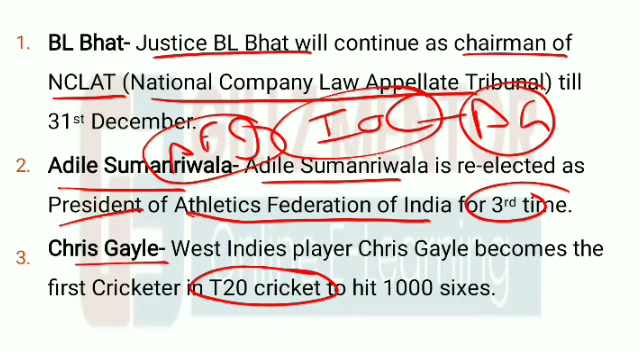 1. BL Bhat- Justice BL Bhat will continue as chairman of
NCLAT (National Company Law Appellate Tribunal) till
31st December.
2. Adile Sumanriwala- Adile Sumanriwala is re-elected as
President of Athletics Federation of India for 3rd time.
3. Chris Gayle- West Indies player Chris Gayle becomes the
first Cricketer in T20 cricket to hit 1000 sixes.